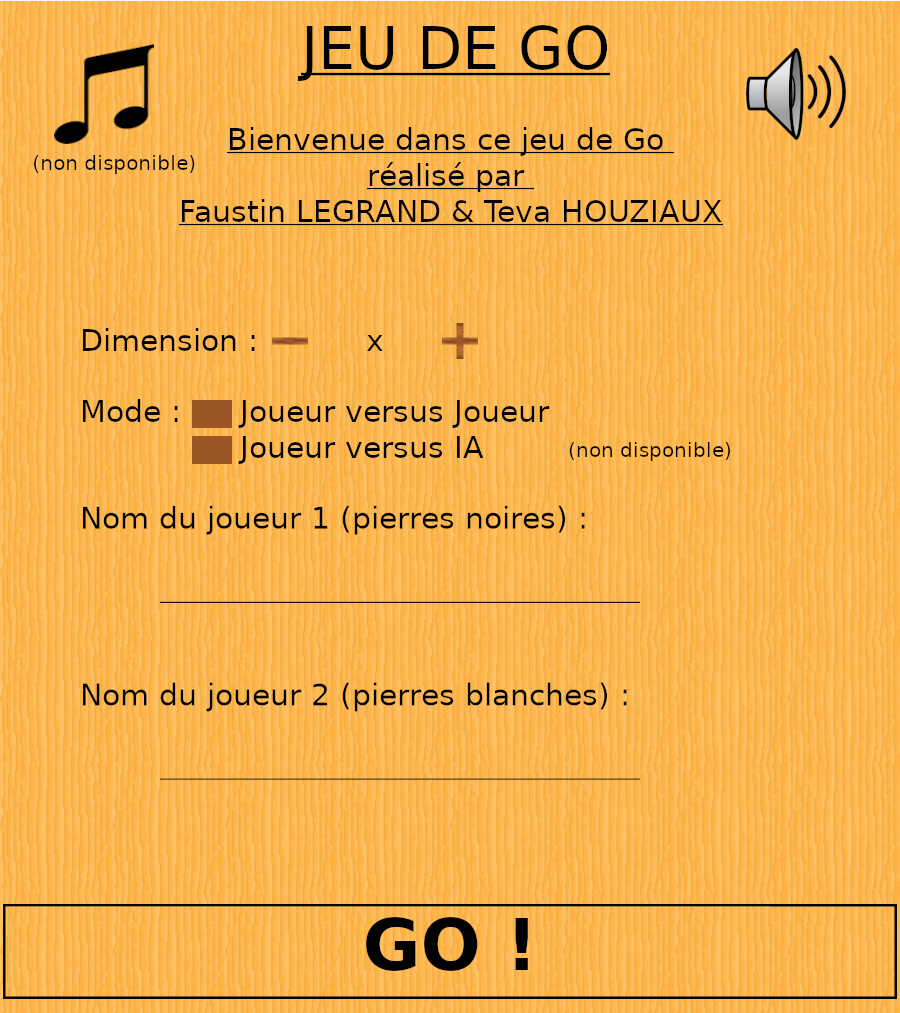 JEU DE GO
Bienvenue dans ce jeu de Go
(non disponible)
réalisé par
Faustin LEGRAND & Teva HOUZIAUX
Dimension : x
Mode : Joueur versus Joueur
Joueur versus IA (non disponible)
Nom du joueur 1 (pierres noires) :
Nom du joueur 2 (pierres blanches) :
GO !